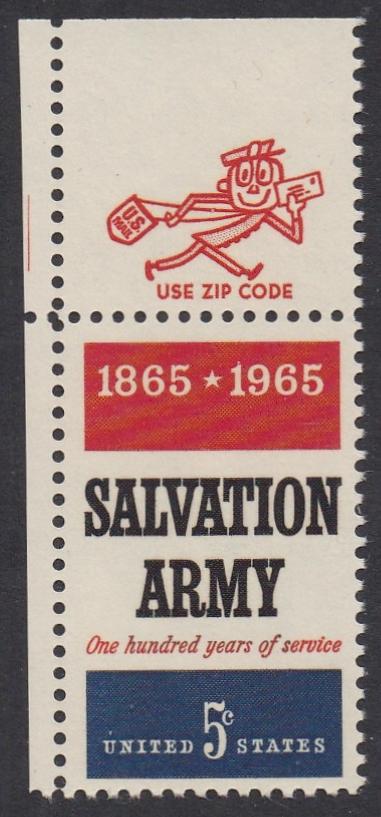 U.S.
MAIL
USE ZIP CODE
1865 ★ 1965
SALVATION
ARMY
One hundred years of service
5c
UNITED STATES